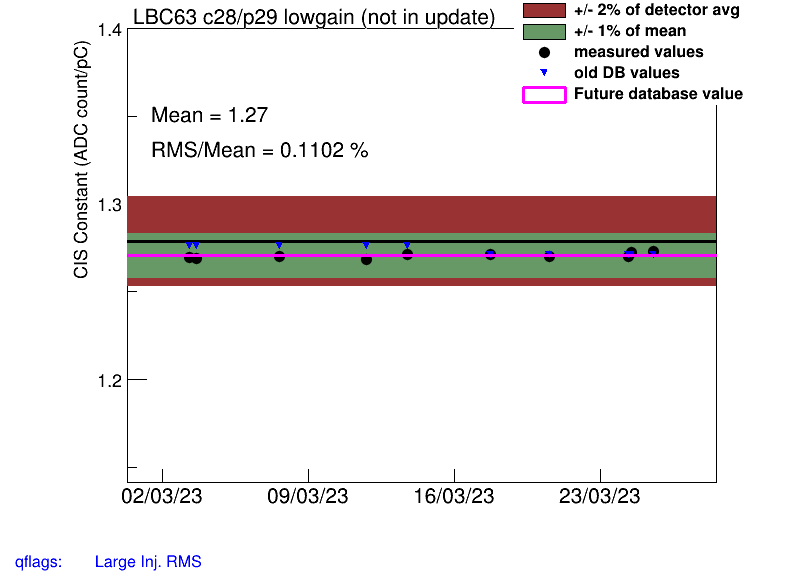 LBC63 c28/p29 lowgain (not in update)
+/- 2% of detector avg
+/- 1% of mean
measured values
old DB values
Future database value
Mean = 1.27
RMS/Mean = 0.1102 %
CIS Constant (ADC count/pC)
1.4
1.3
1.2
02/03/23 09/03/23 16/03/23 23/03/23
qflags: Large Inj. RMS